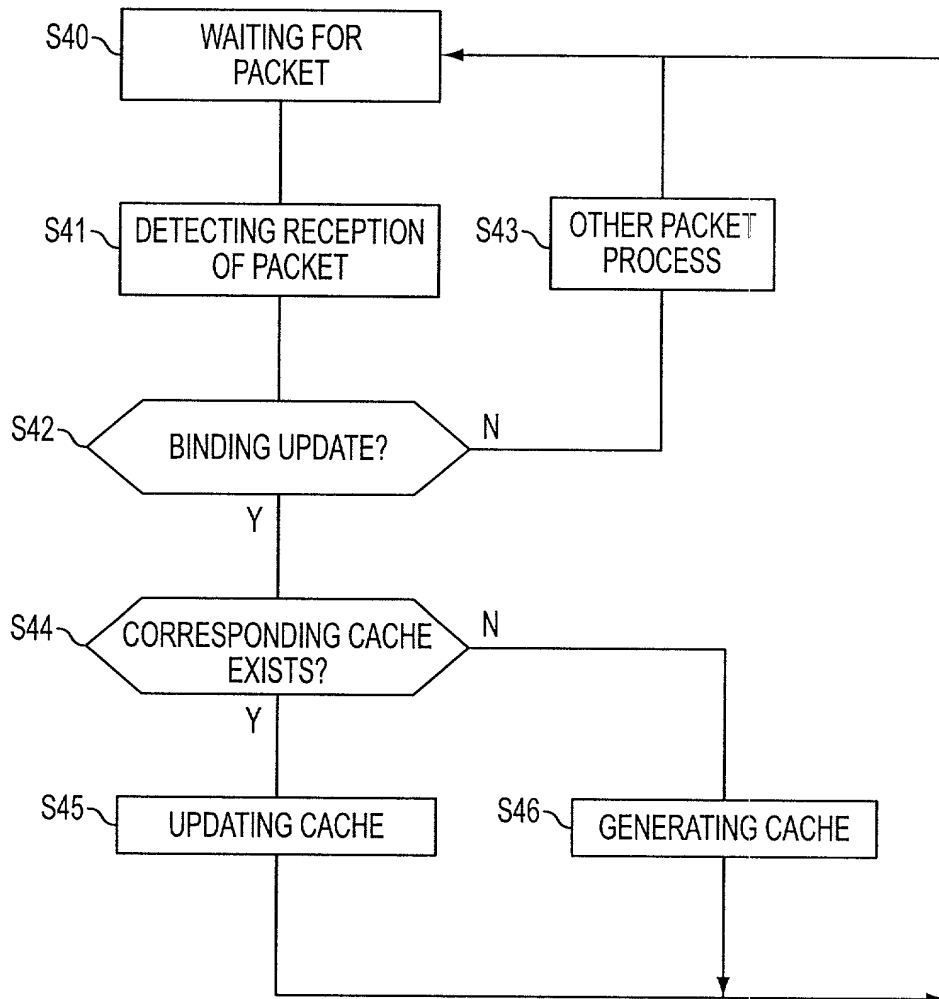 S40
WAITING FOR
PACKET
S41
DETECTING RECEPTION
OF PACKET
S43
OTHER PACKET
PROCESS
S42
BINDING UPDATE?
N
Y
S44
CORRESPONDING CACHE
EXISTS?
N
Y
S45
UPDATING CACHE
S46
GENERATING CACHE